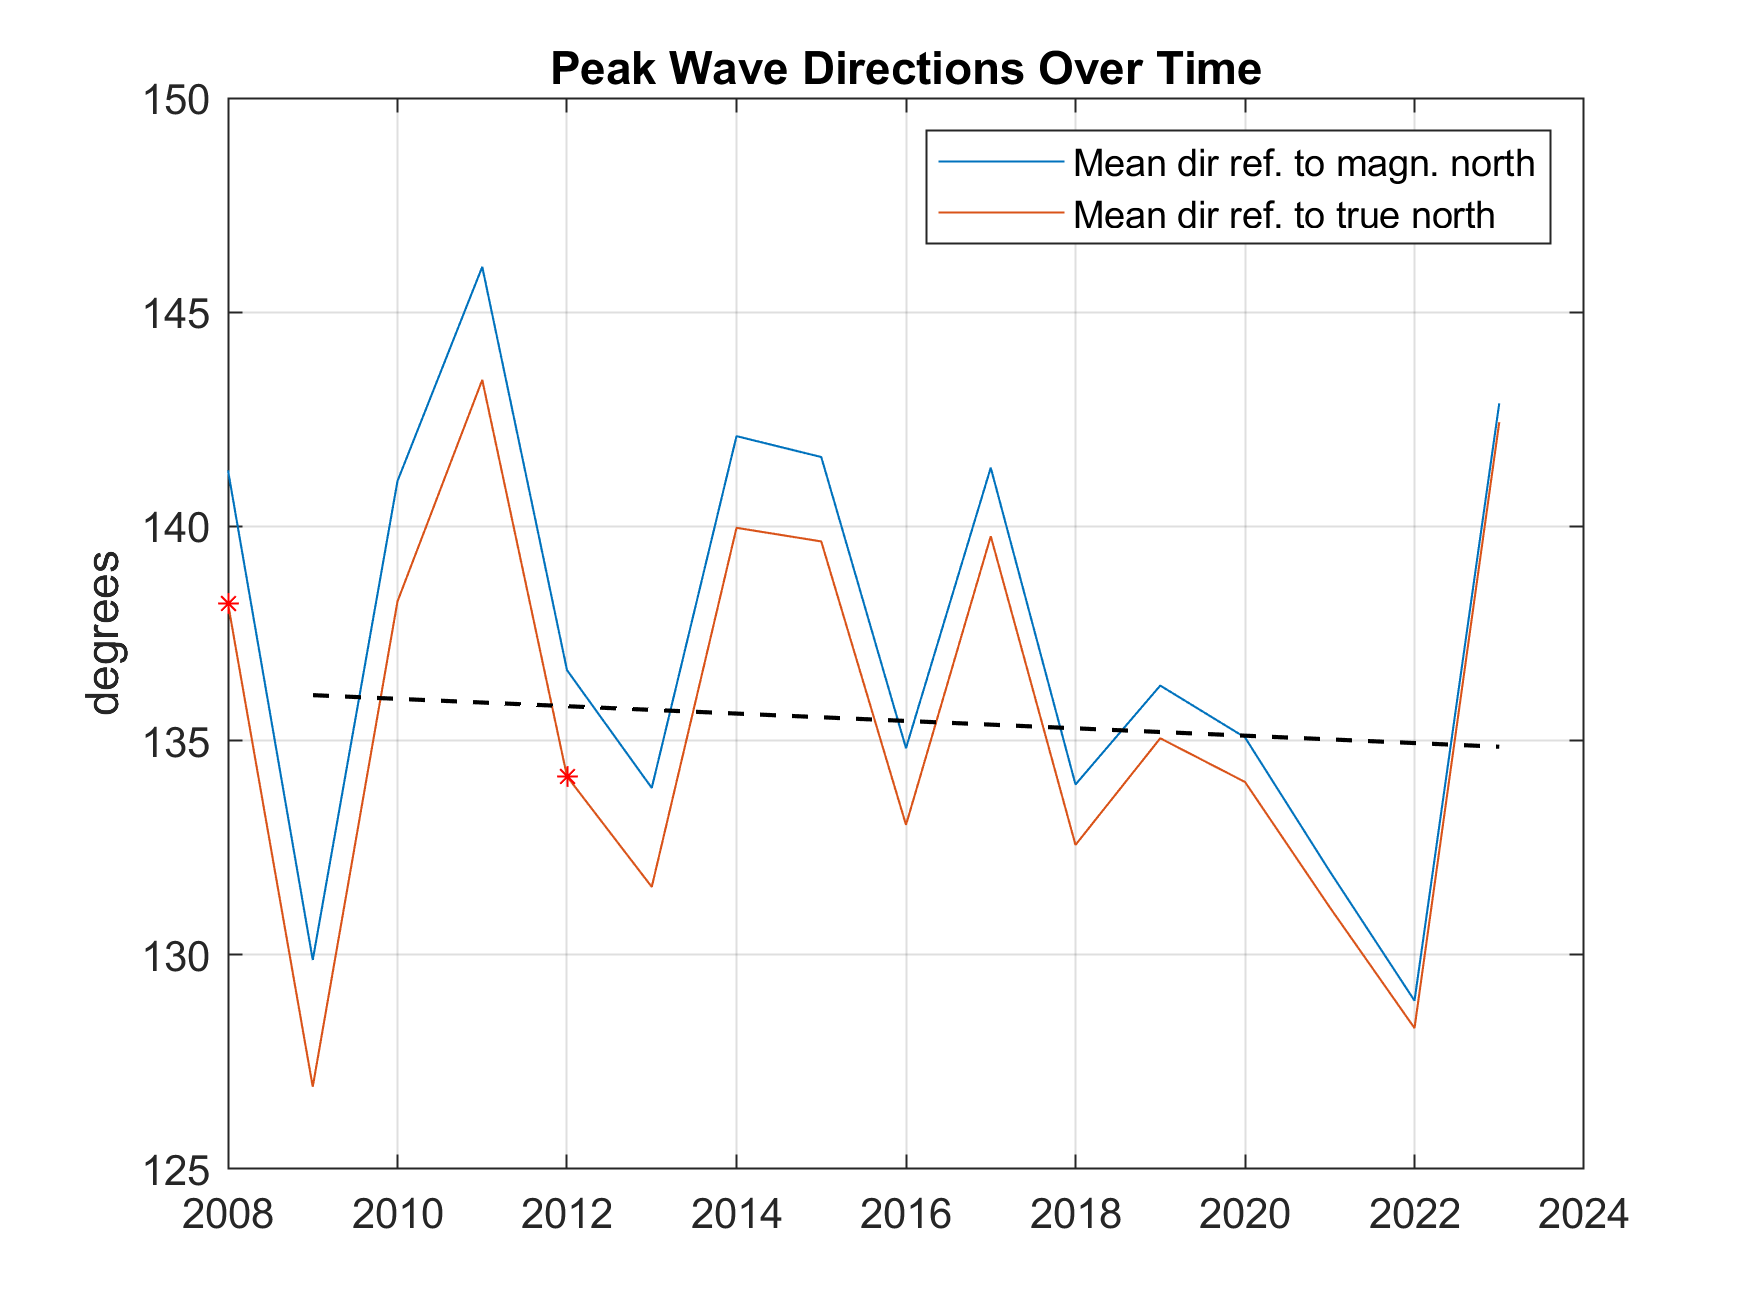 Peak Wave Directions Over Time
150
145
140
135
130
125
degrees
Mean dir ref. to magn. north
Mean dir ref. to true north
2008 2010 2012 2014 2016 2018 2020 2022 2024